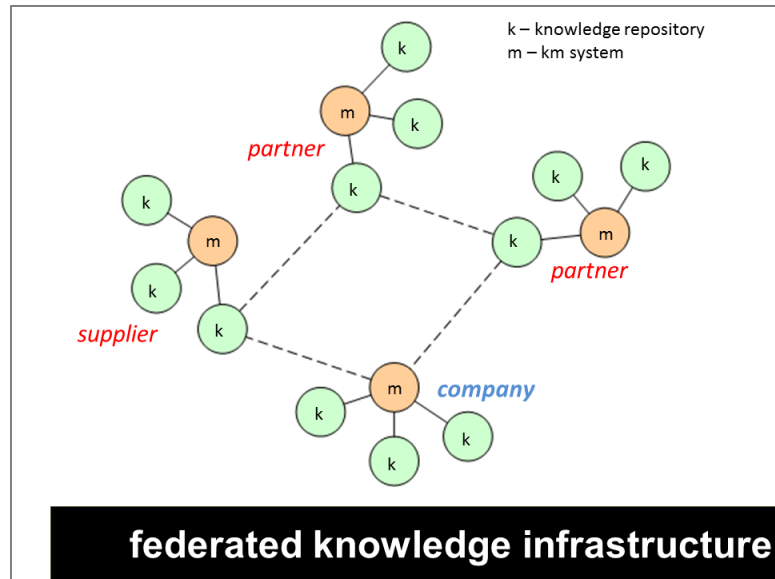 k – knowledge repository
m – km system
k
m
k
partner
k
k
k
k
m
k
m
k
partner
k
supplier
k
m
company
k
k
k
federated knowledge infrastructure